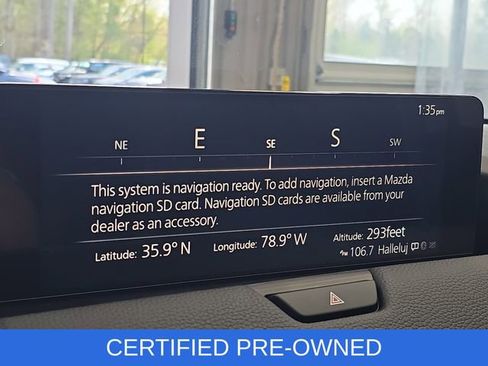 1:35 pm
NE E SE S SW
This system is navigation ready. To add navigation, insert a Mazda
navigation SD card. Navigation SD cards are available from your
dealer as an accessory.
Latitude: 35.9° N Longitude: 78.9° W Altitude: 293feet
106.7 Halleluj
CERTIFIED PRE-OWNED